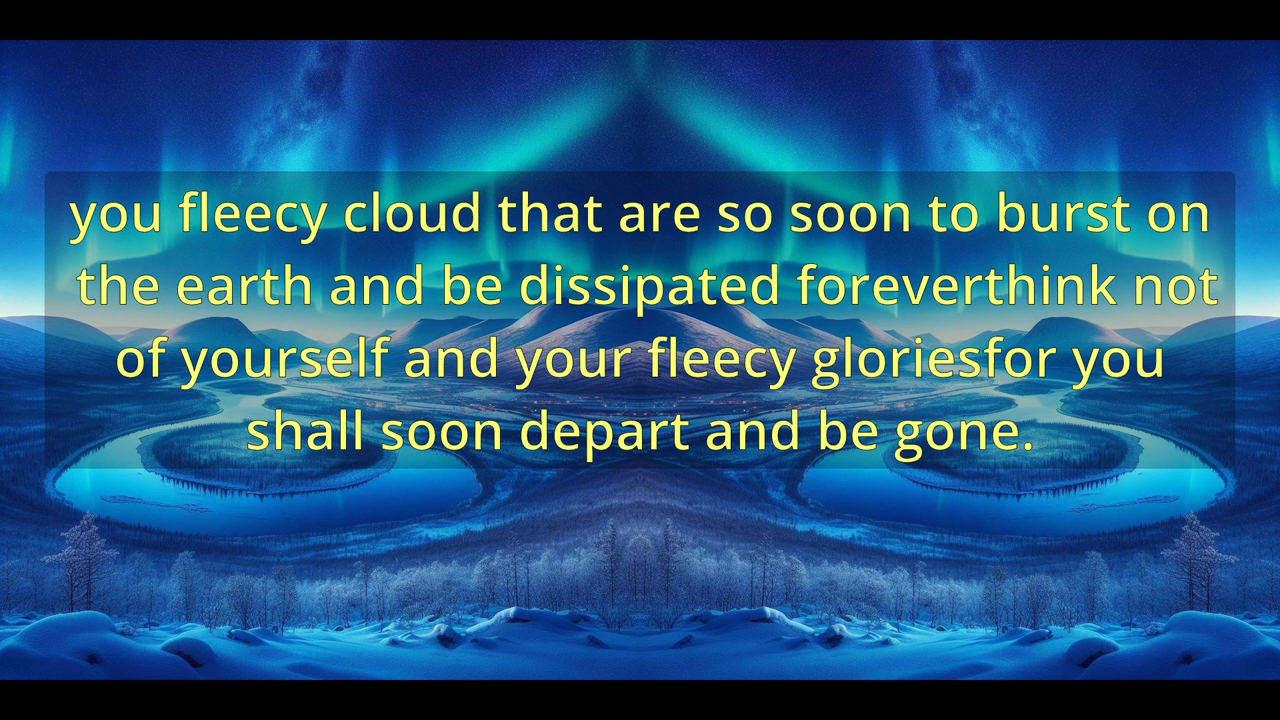 you fleecy cloud that are so soon to burst on
the earth and be dissipated foreverthink not
of yourself and your fleecy gloriesfor you
shall soon depart and be gone.